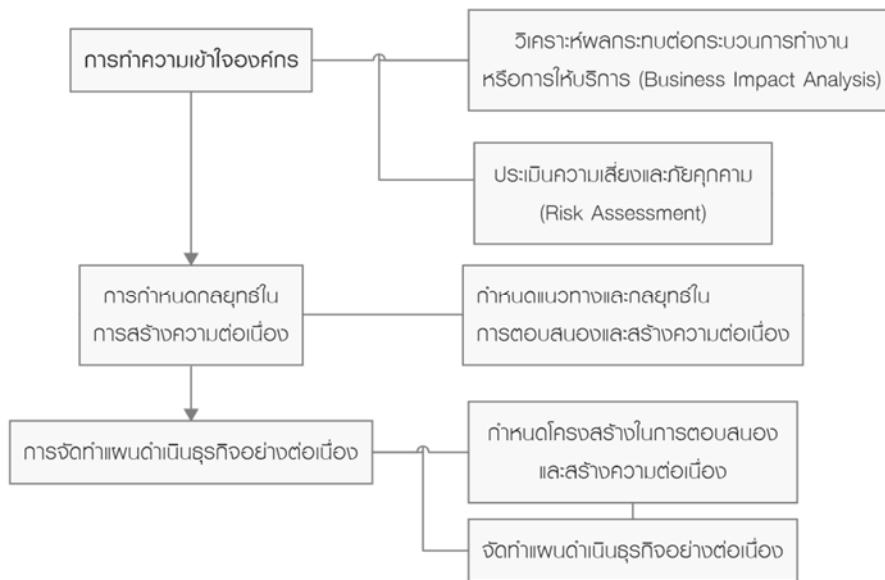 การทำความเข้าใจองค์กร
วิเคราะห์ผลกระทบต่อกระบวนการทำงาน
หรือการให้บริการ (Business Impact Analysis)
ประเมินความเสี่ยงและภัยคุกคาม
(Risk Assessment)
การกำหนดกลยุทธ์ใน
การสร้างความต่อเนื่อง
กำหนดแนวทางและกลยุทธ์ใน
การตอบสนองและสร้างความต่อเนื่อง
การจัดทำแผนดำเนินธุรกิจอย่างต่อเนื่อง
กำหนดโครงสร้างในการตอบสนอง
และสร้างความต่อเนื่อง
จัดทำแผนดำเนินธุรกิจอย่างต่อเนื่อง